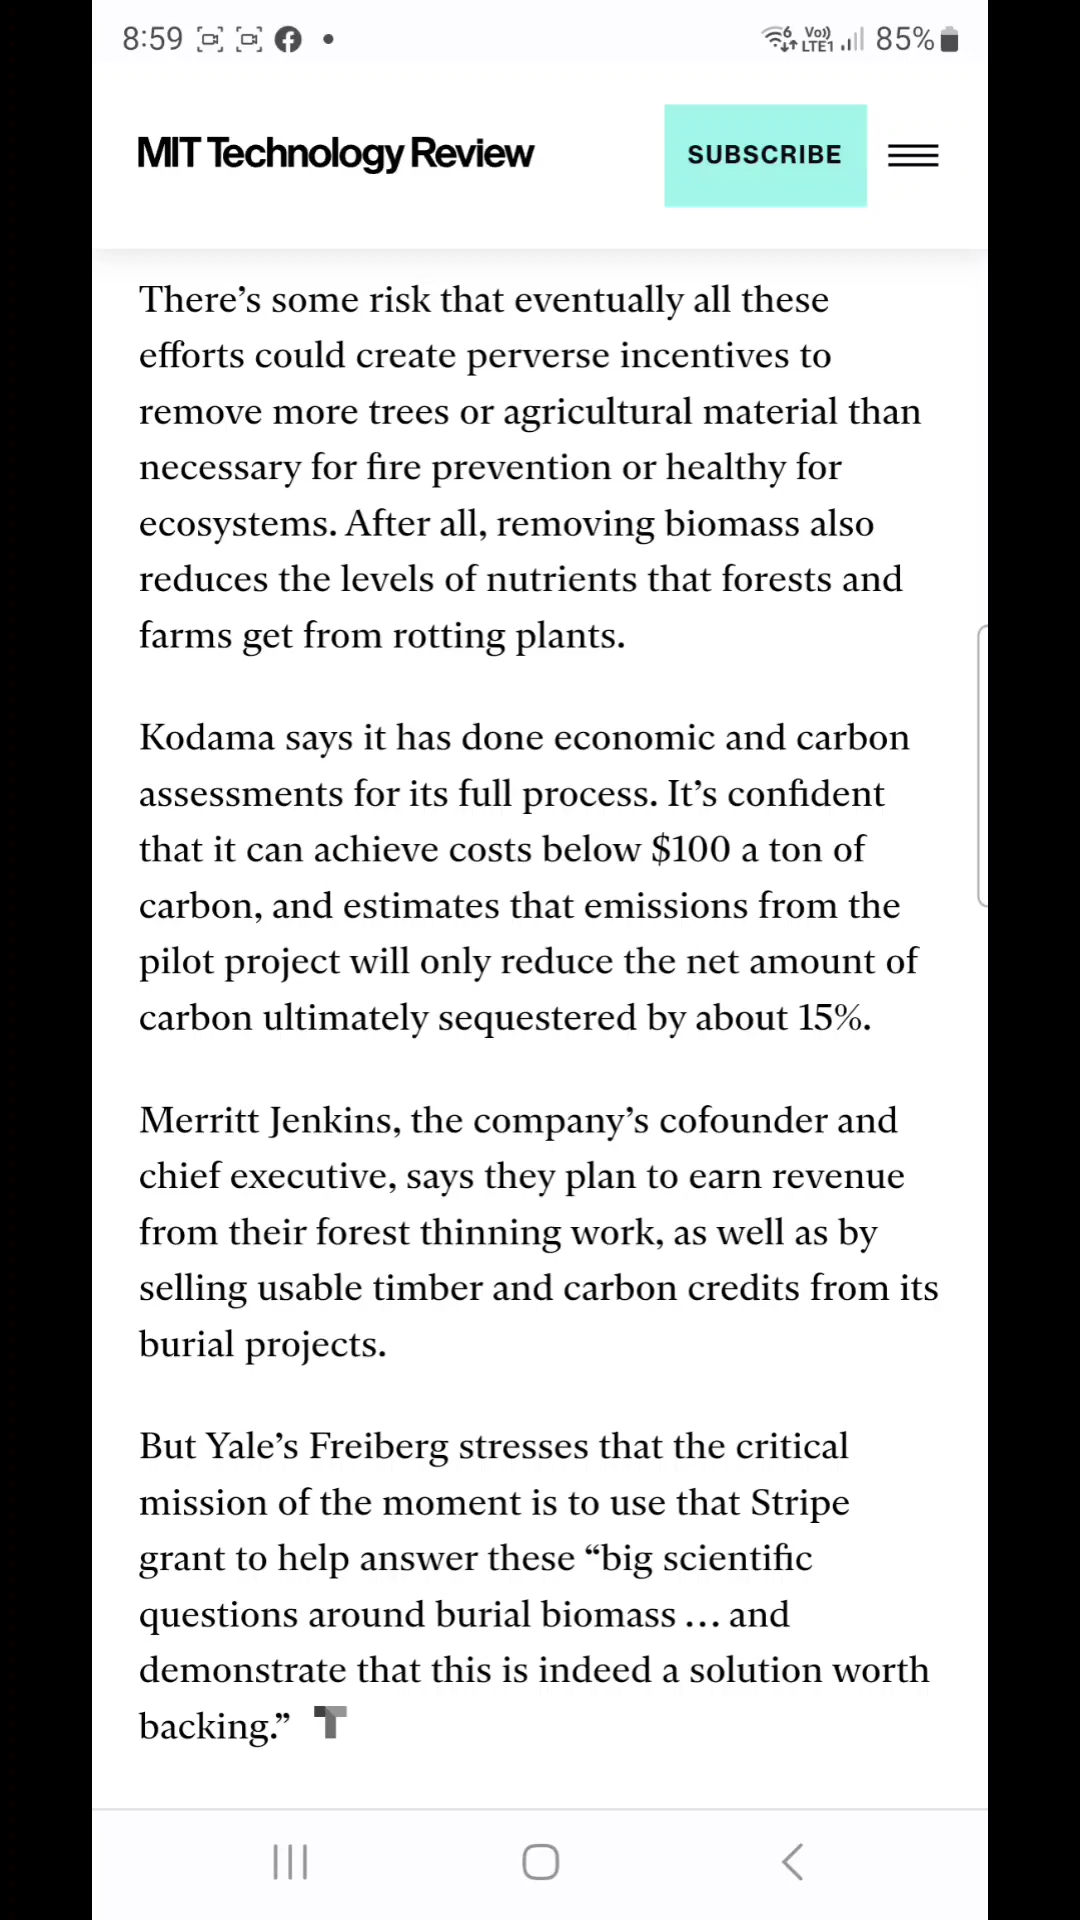 8:59
6 Vo)) LTE1 85%
MIT Technology Review
SUBSCRIBE
There’s some risk that eventually all these
efforts could create perverse incentives to
remove more trees or agricultural material than
necessary for fire prevention or healthy for
ecosystems. After all, removing biomass also
reduces the levels of nutrients that forests and
farms get from rotting plants.
Kodama says it has done economic and carbon
assessments for its full process. It’s confident
that it can achieve costs below $100 a ton of
carbon, and estimates that emissions from the
pilot project will only reduce the net amount of
carbon ultimately sequestered by about 15%.
Merritt Jenkins, the company’s cofounder and
chief executive, says they plan to earn revenue
from their forest thinning work, as well as by
selling usable timber and carbon credits from its
burial projects.
But Yale’s Freiberg stresses that the critical
mission of the moment is to use that Stripe
grant to help answer these “big scientific
questions around burial biomass … and
demonstrate that this is indeed a solution worth
backing.”